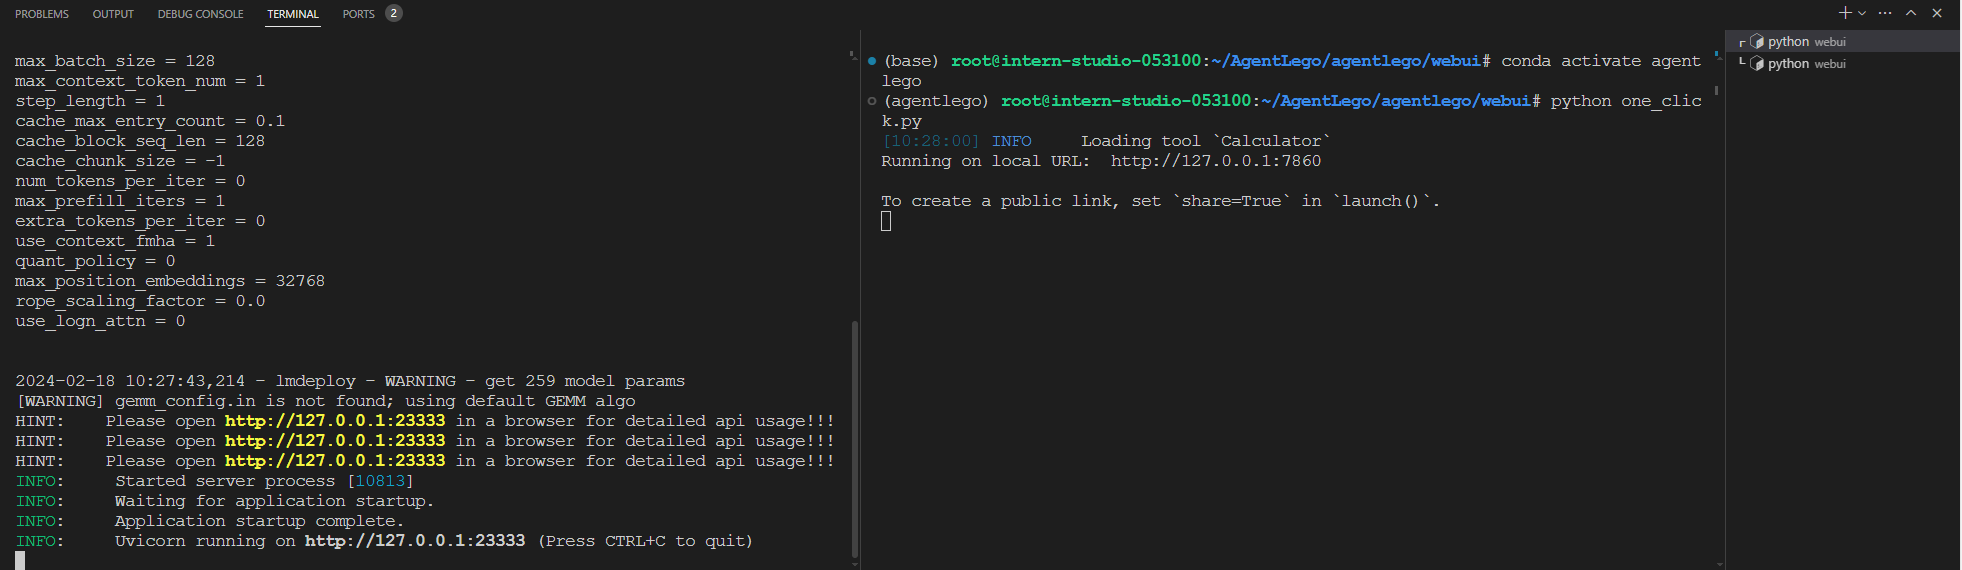 PROBLEMS OUTPUT DEBUG CONSOLE TERMINAL PORTS 2
max_batch_size = 128
max_context_token_num = 1
step_length = 1
cache_max_entry_count = 0.1
cache_block_seq_len = 128
cache_chunk_size = -1
num_tokens_per_iter = 0
max_prefill_iters = 1
extra_tokens_per_iter = 0
use_context_fmha = 1
quant_policy = 0
max_position_embeddings = 32768
rope_scaling_factor = 0.0
use_logn_attn = 0
2024-02-18 10:27:43,214 - lmdeploy - WARNING - get 259 model params
[WARNING] gemm_config.in is not found; using default GEMM algo
HINT:    Please open http://127.0.0.1:23333 in a browser for detailed api usage!!!
HINT:    Please open http://127.0.0.1:23333 in a browser for detailed api usage!!!
HINT:    Please open http://127.0.0.1:23333 in a browser for detailed api usage!!!
INFO:     Started server process [10813]
INFO:     Waiting for application startup.
INFO:     Application startup complete.
INFO:     Uvicorn running on http://127.0.0.1:23333 (Press CTRL+C to quit)
(base) root@intern-studio-053100:~/AgentLego/agentlego/webui# conda activate agent
lego
(agentlego) root@intern-studio-053100:~/AgentLego/agentlego/webui# python one_clic
k.py
[10:28:00] INFO     Loading tool `Calculator`
Running on local URL:  http://127.0.0.1:7860
To create a public link, set `share=True` in `launch()`.
python webui
python webui